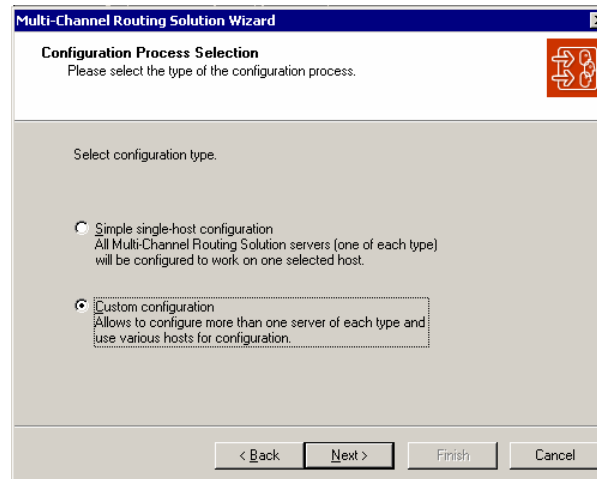 Multi-Channel Routing Solution Wizard
Configuration Process Selection
Please select the type of the configuration process.
Select configuration type.
Simple single-host configuration
All Multi-Channel Routing Solution servers (one of each type)
will be configured to work on one selected host.
Custom configuration
Allows to configure more than one server of each type and
use various hosts for configuration.
< Back
Next >
Finish
Cancel